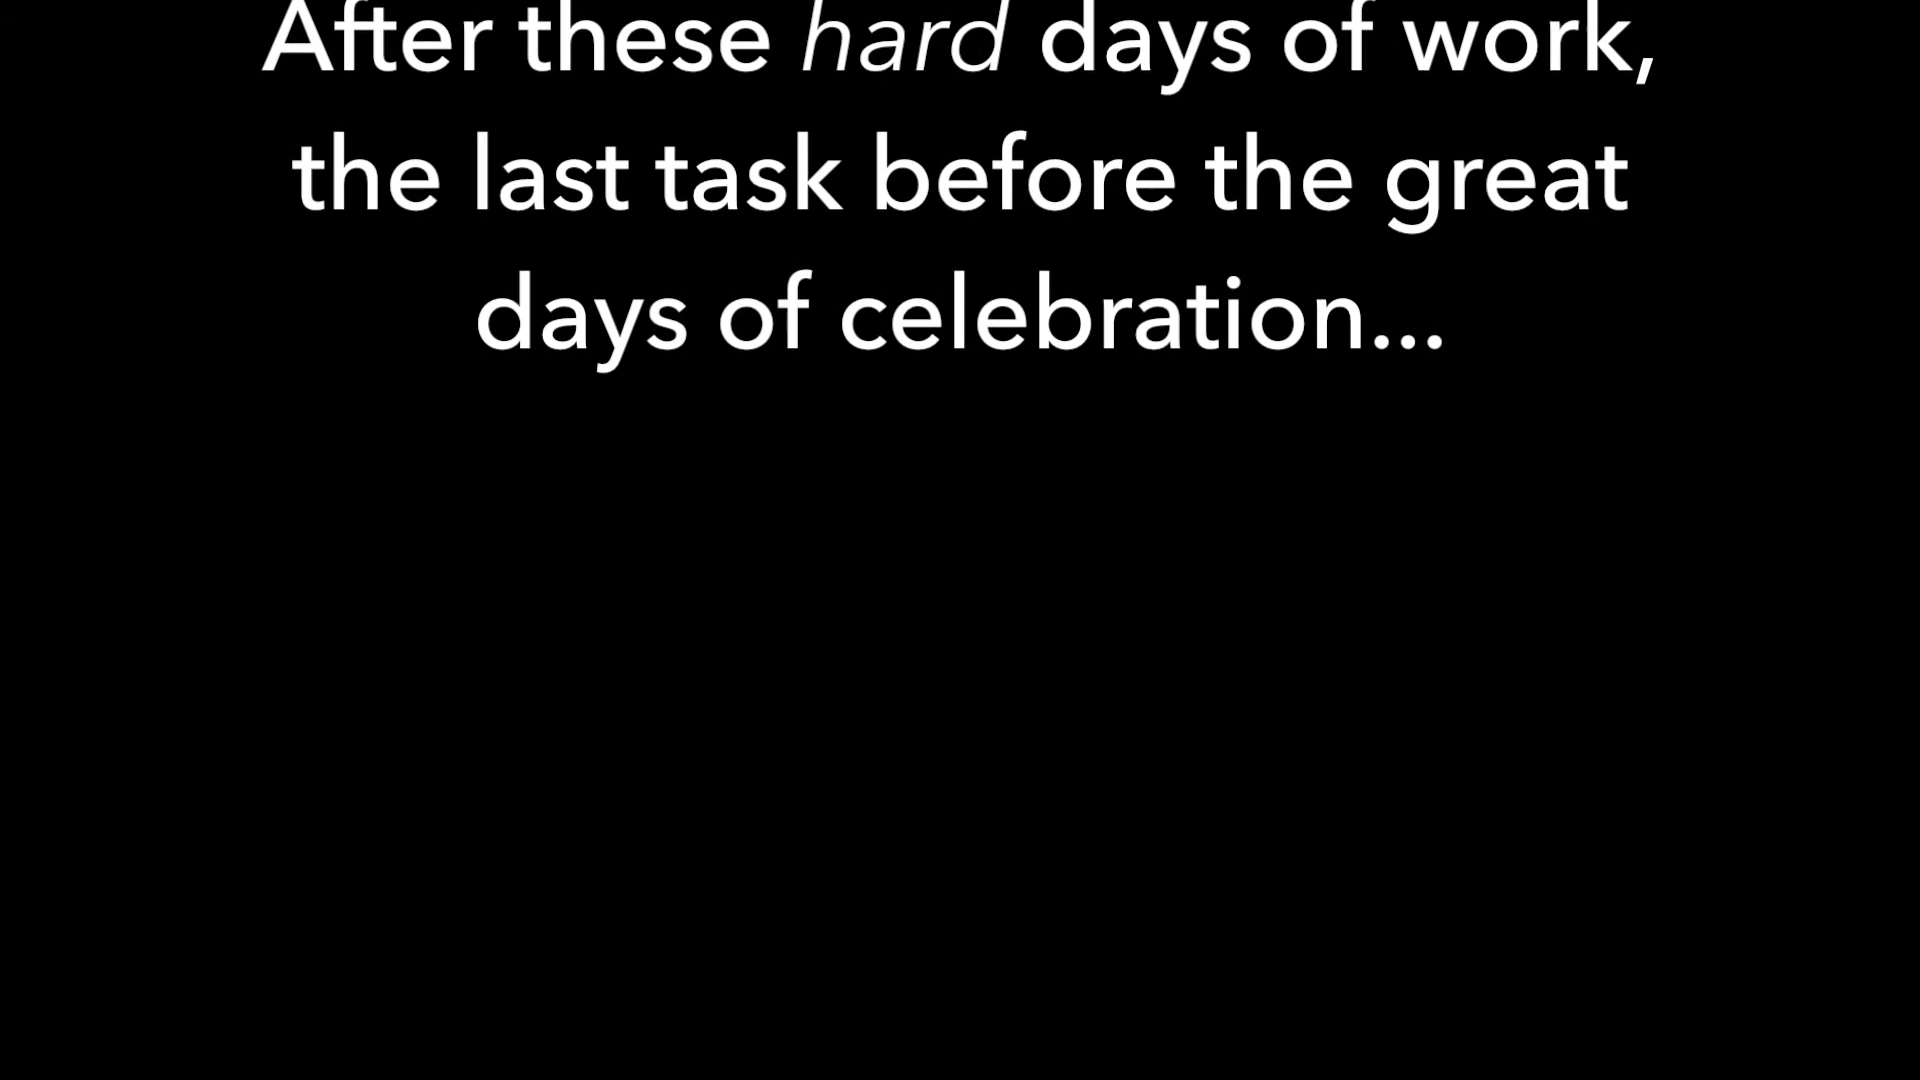 After these hard days of work,
the last task before the great
days of celebration...